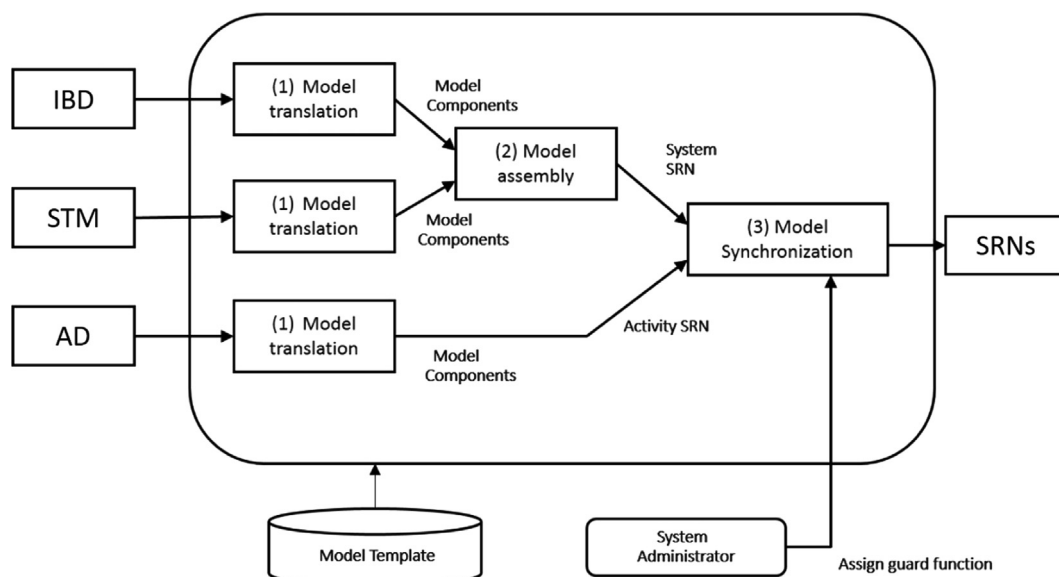 IBD
(1) Model
translation
Model
Components
(2) Model
assembly
System
SRN
STM
(1) Model
translation
Model
Components
(3) Model
Synchronization
SRNs
AD
(1) Model
translation
Model
Components
Activity SRN
Model Template
System
Administrator
Assign guard function